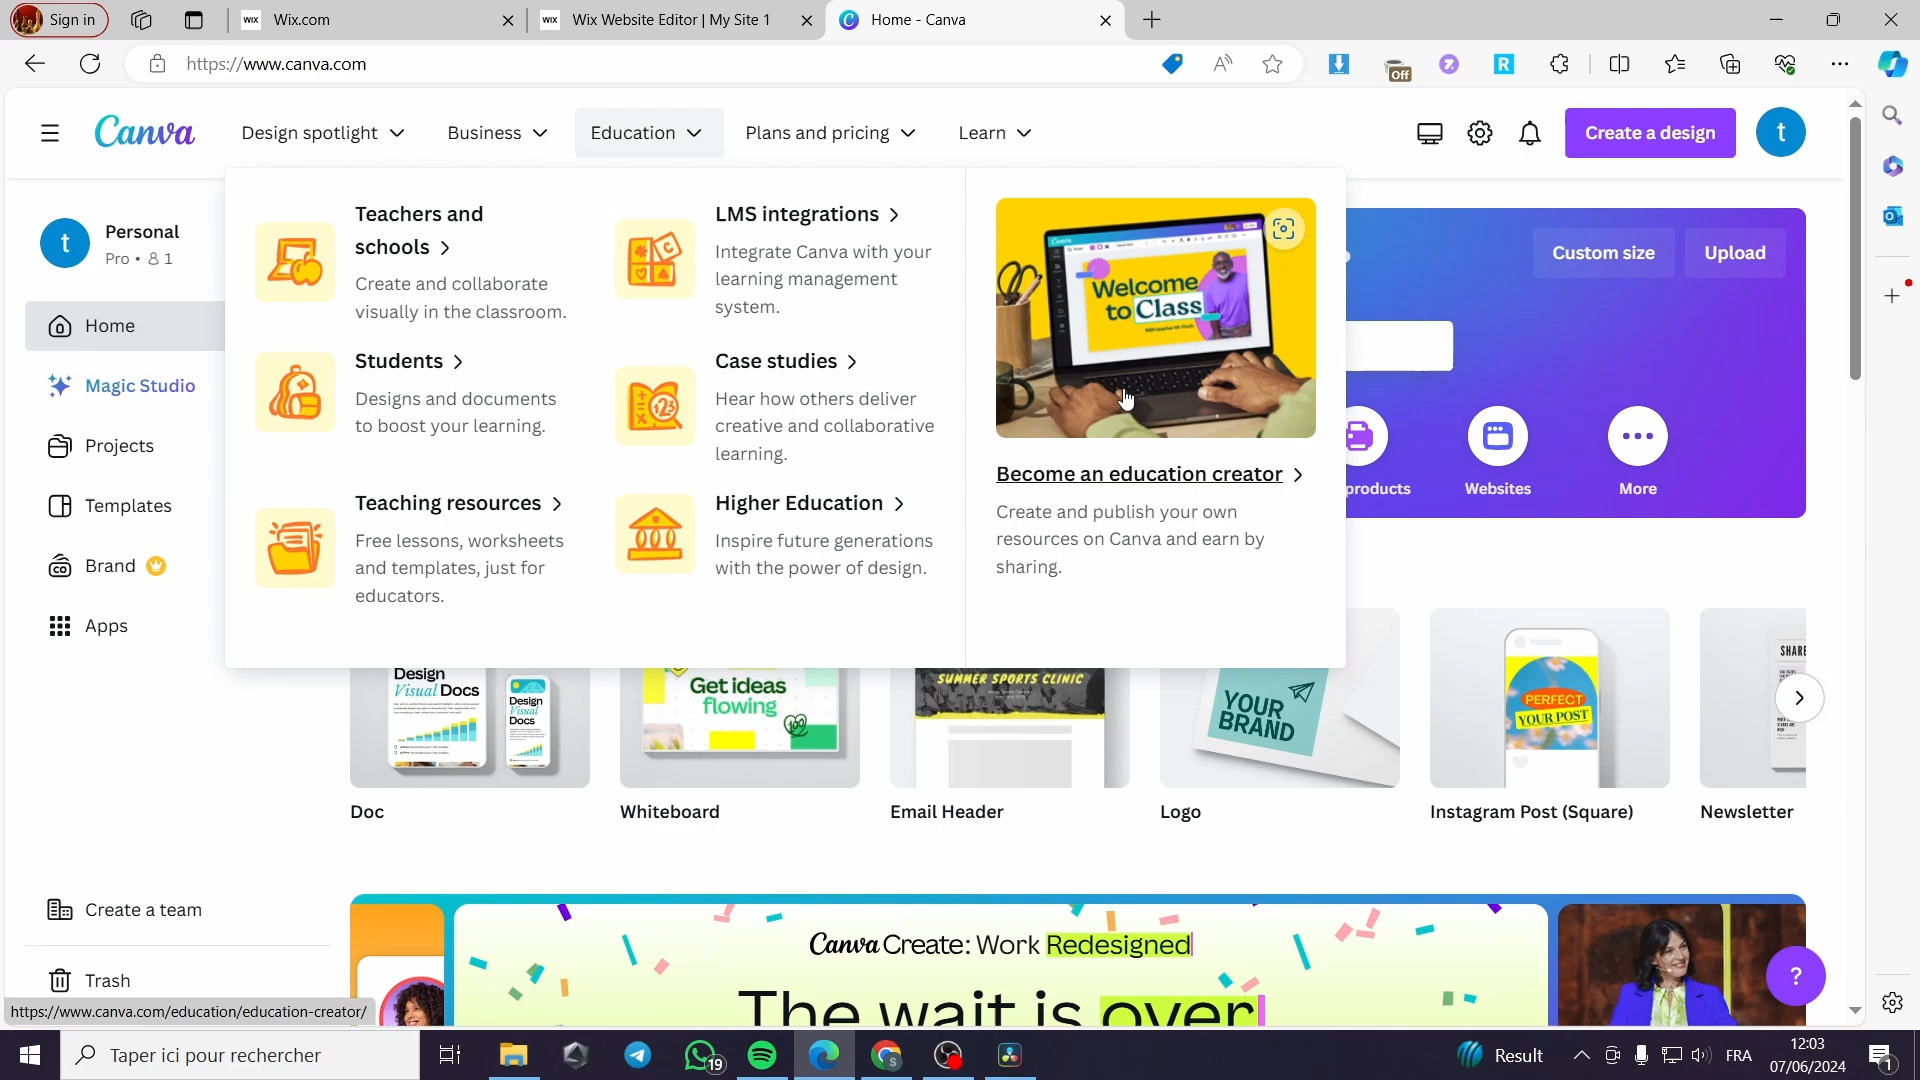 Sign in
Wix.com
Wix Website Editor | My Site 1
Home - Canva
https://www.canva.com
Off
Canva
Design spotlight
Business
Education
Plans and pricing
Learn
Create a design
t
t
Personal
Pro • 1
Home
Magic Studio
Projects
Templates
Brand
Apps
Create a team
Trash
Teachers and
schools
Create and collaborate
visually in the classroom.
Students
Designs and documents
to boost your learning.
Teaching resources
Free lessons, worksheets
and templates, just for
educators.
LMS integrations
Integrate Canva with your
learning management
system.
Case studies
Hear how others deliver
creative and collaborative
learning.
Higher Education
Inspire future generations
with the power of design.
Welcome
to Class
Become an education creator
Create and publish your own
resources on Canva and earn by
sharing.
Custom size
Upload
products
Websites
More
Design
Visual Docs
Design
Visual
Docs
Get ideas
flowing
SUMMER SPORTS CLINIC
YOUR
BRAND
PERFECT
YOUR POST
SHARE
Doc
Whiteboard
Email Header
Logo
Instagram Post (Square)
Newsletter
Canva Create: Work Redesigned
The wait is over
?
https://www.canva.com/education/education-creator/
Taper ici pour rechercher
19
Result
FRA
12:03
07/06/2024
1